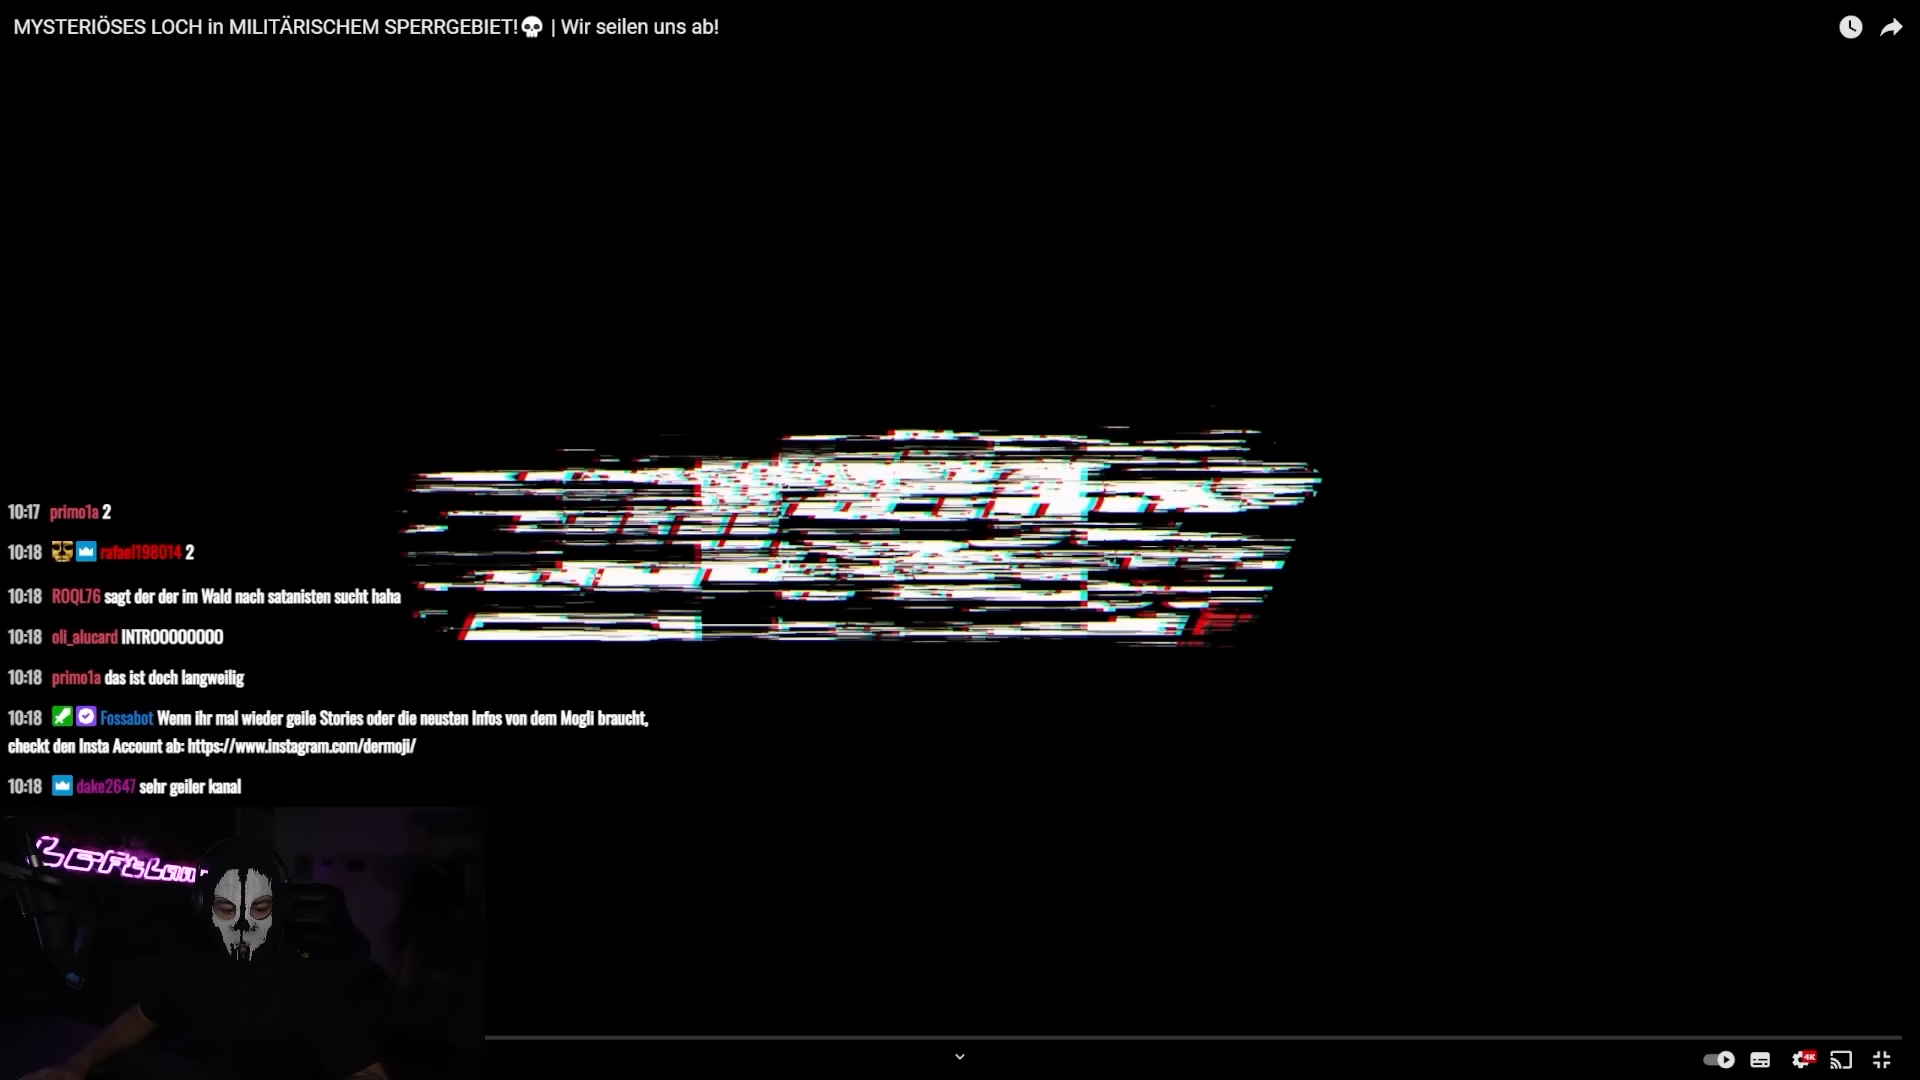 MYSTERIÖSES LOCH in MILITÄRISCHEM SPERRGEBIET!💀 | Wir seilen uns ab!
10:17 primo1a 2
10:18 rafael198014 2
10:18 ROQL76 sagt der der im Wald nach satanisten sucht haha
10:18 oli_alucard INTROOOOOOOO
10:18 primo1a das ist doch langweilig
10:18 Fossabot Wenn ihr mal wieder geile Stories oder die neusten Infos von dem Mogli braucht,
checkt den Insta Account ab: https://www.instagram.com/dermoji/
10:18 dake2647 sehr geiler kanal
4K